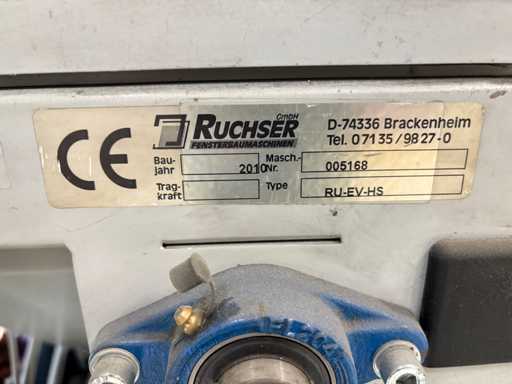 CE
RUCHSER GmbH
FENSTERBAUMASCHINEN
D-74336 Brackenheim
Tel. 07135/9827-0
Bau-
jahr 2010
Masch.-
Nr. 005168
Trag-
kraft
Type RU-EV-HS